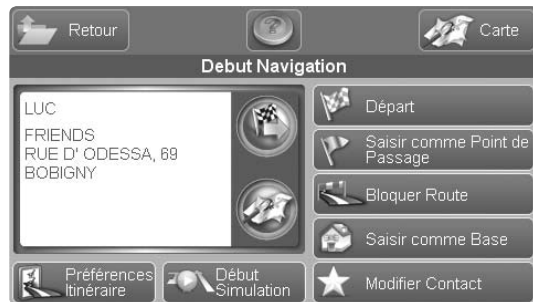 Retour
Carte
Debut Navigation
LUC
FRIENDS
RUE D' ODESSA, 69
BOBIGNY
Départ
Saisir comme Point de
Passage
Bloquer Route
Saisir comme Base
Préférences
Itinéraire
Début
Simulation
Modifier Contact